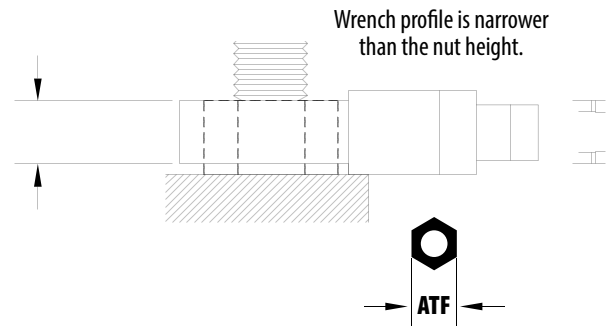 Wrench profile is narrower
than the nut height.
ATF